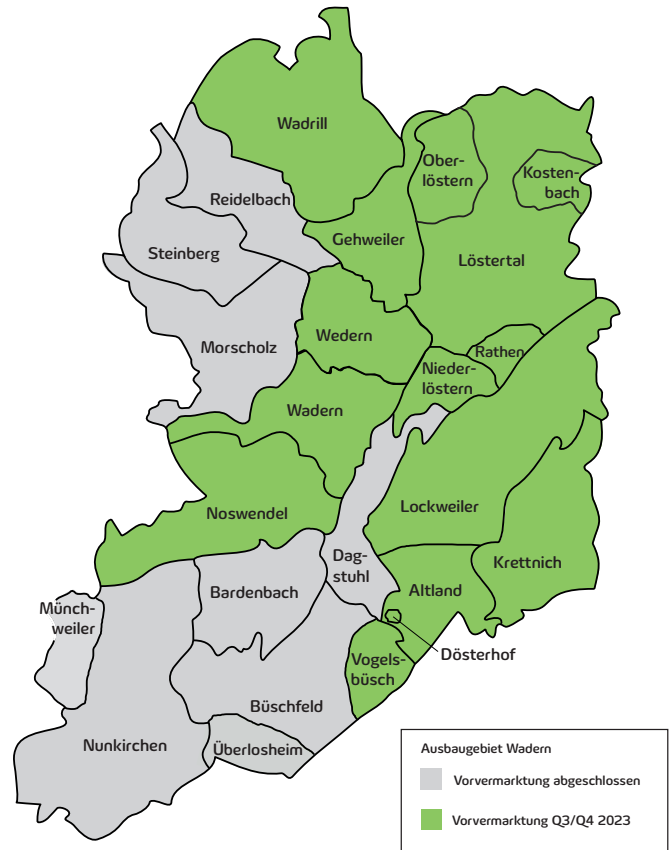 Wadrill
Ober-
löstern
Kosten-
bach
Reidelbach
Gehweiler
Steinberg
Löstertal
Morscholz
Wedern
Rathen
Nieder-
löstern
Wadern
Noswendel
Lockweiler
Dag-
stuhl
Krettnich
Bardenbach
Altland
Münch-
weiler
Dösterhof
Vogels-
büsch
Büschfeld
Nunkirchen
Überlosheim
Ausbaugebiet Wadern
Vorvermarktung abgeschlossen
Vorvermarktung Q3/Q4 2023